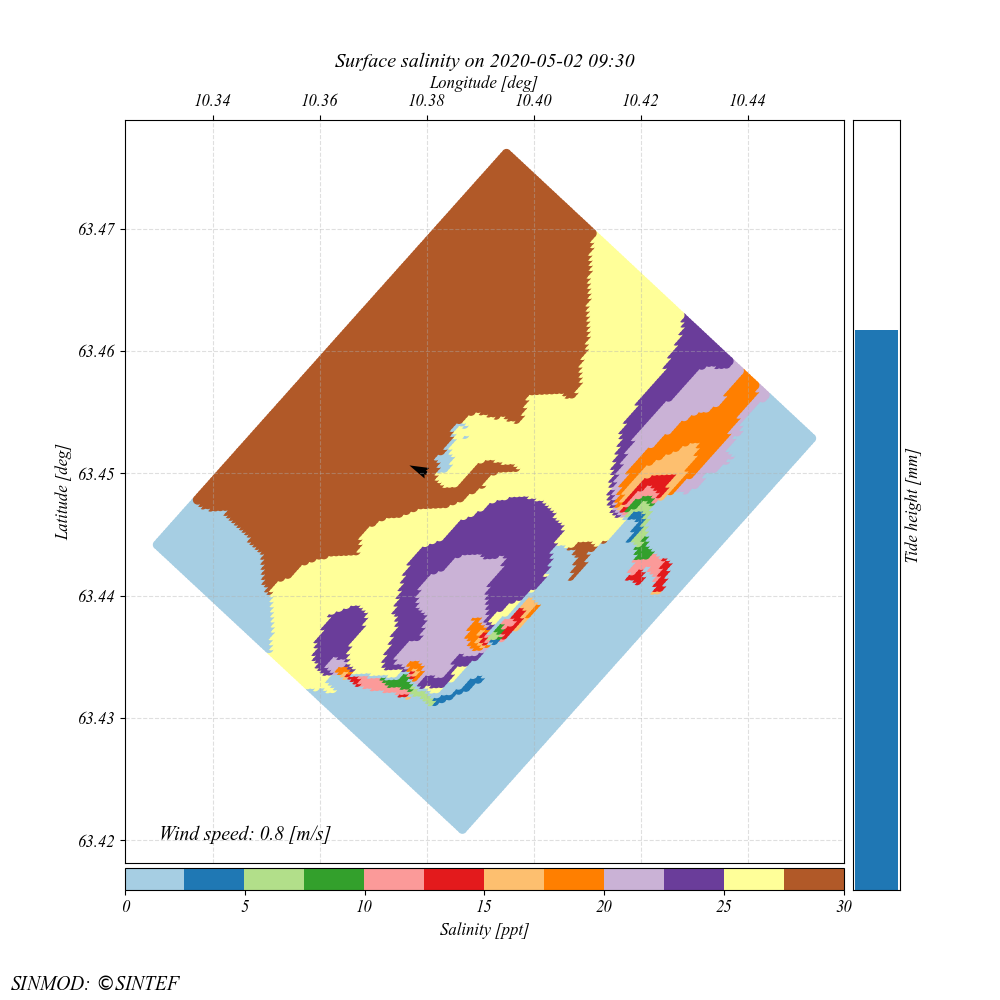 Surface salinity on 2020-05-02 09:30
Longitude [deg]
10.34 10.36 10.38 10.40 10.42 10.44
63.47
63.46
63.45
63.44
63.43
63.42
Latitude [deg]
Tide height [mm]
Wind speed: 0.8 [m/s]
0 5 10 15 20 25 30
Salinity [ppt]
SINMOD: ©SINTEF